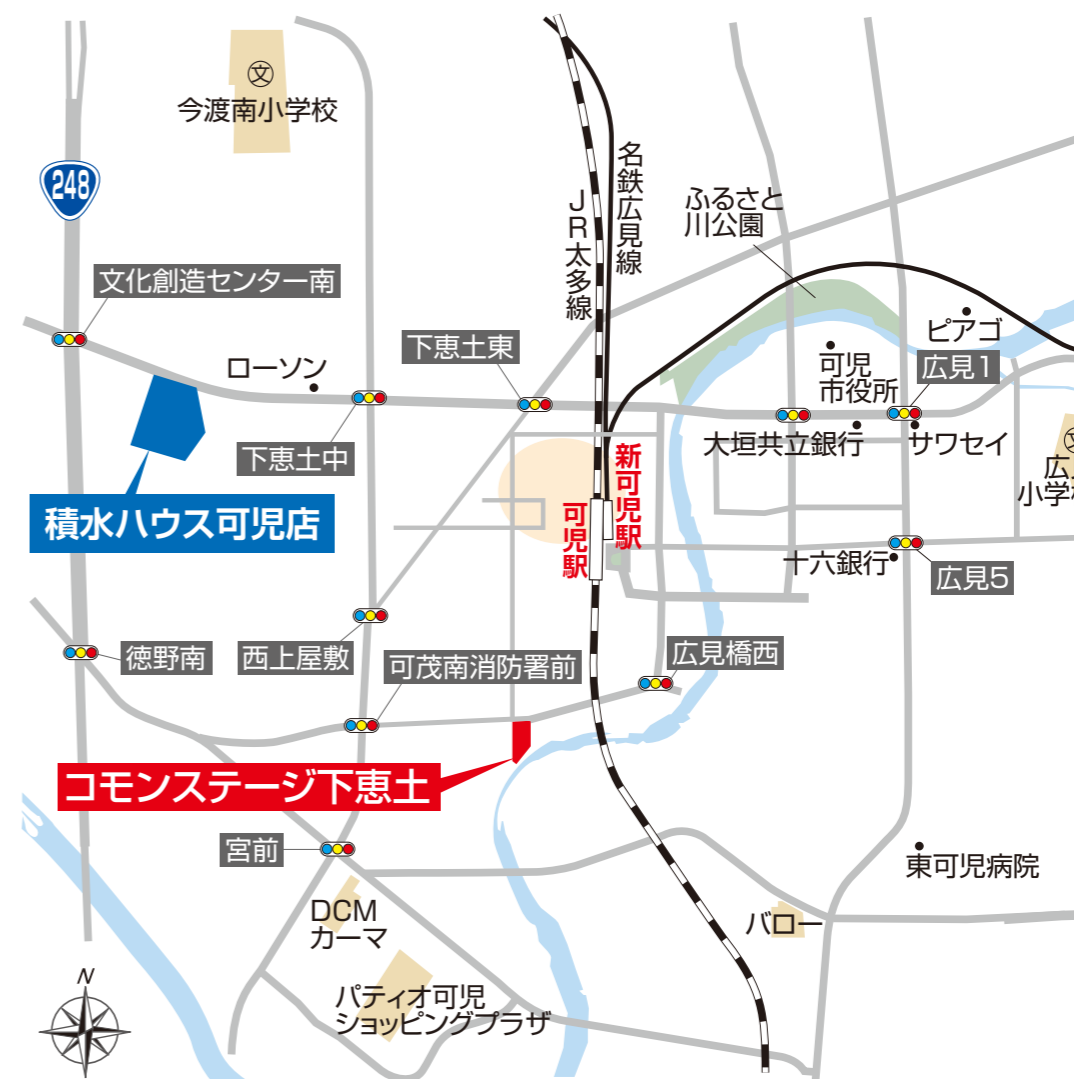 文
今渡南小学校
248
名鉄広見線
JR太多線
ふるさと
川公園
文化創造センター南
ローソン
下恵土東
ピアゴ
可児
市役所
広見1
下恵土中
大垣共立銀行
サワセイ
文
広
小学
積水ハウス可児店
新可児駅
可児駅
十六銀行
広見5
徳野南
西上屋敷
可茂南消防署前
広見橋西
コモンステージ下恵土
宮前
東可児病院
DCM
カーマ
バロー
パティオ可児
ショッピングプラザ
N